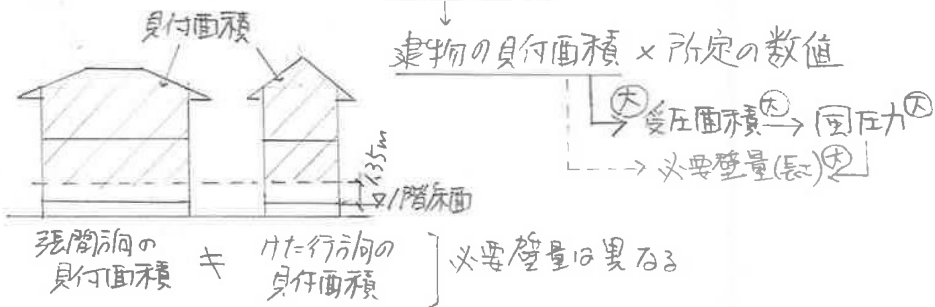 見付面積
建物の見付面積 × 所定の数値
大 受圧面積 大 → 風圧力 大
→ 必要壁量(長さ) 大
1.35m
▽1階床面
張間方向の見付面積 ≠ けた行方向の見付面積
必要壁量は異なる